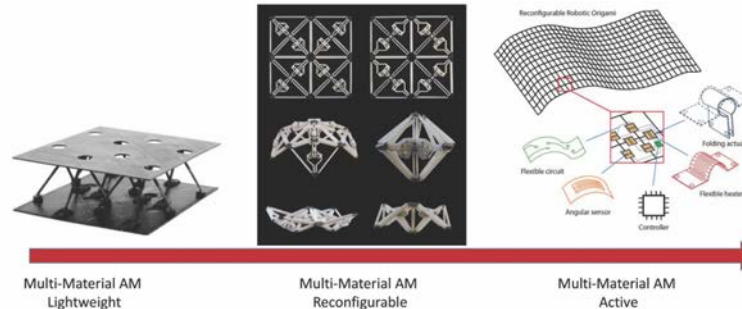 Reconfigurable Robotic Origami
Folding actua
Flexible circuit
Flexible heate
Angular sensor
Controller
Multi-Material AM
Lightweight
Multi-Material AM
Reconfigurable
Multi-Material AM
Active